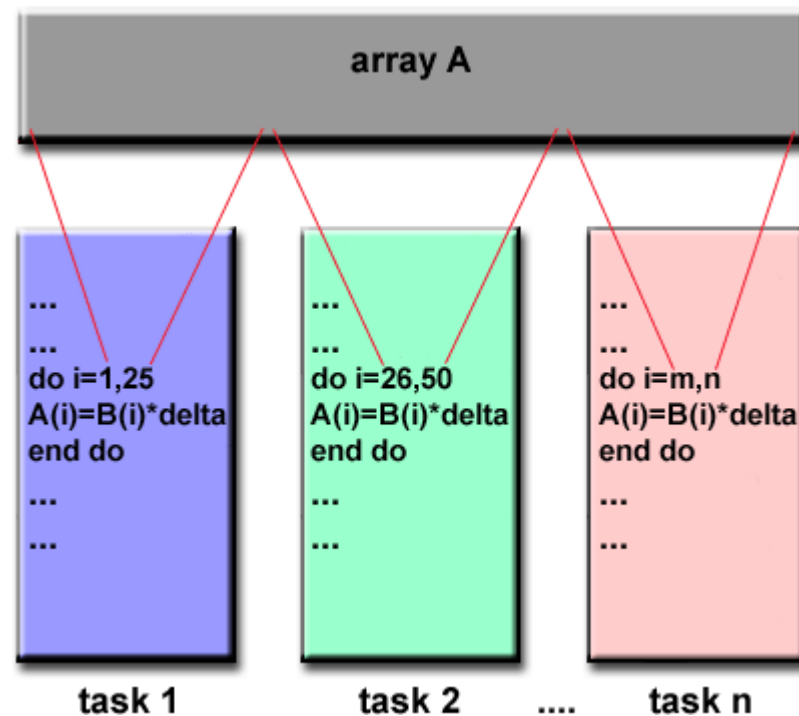 array A
...
...
do i=1,25
A(i)=B(i)*delta
end do
...
...
...
...
do i=26,50
A(i)=B(i)*delta
end do
...
...
...
...
do i=m,n
A(i)=B(i)*delta
end do
...
...
task 1
task 2
....
task n